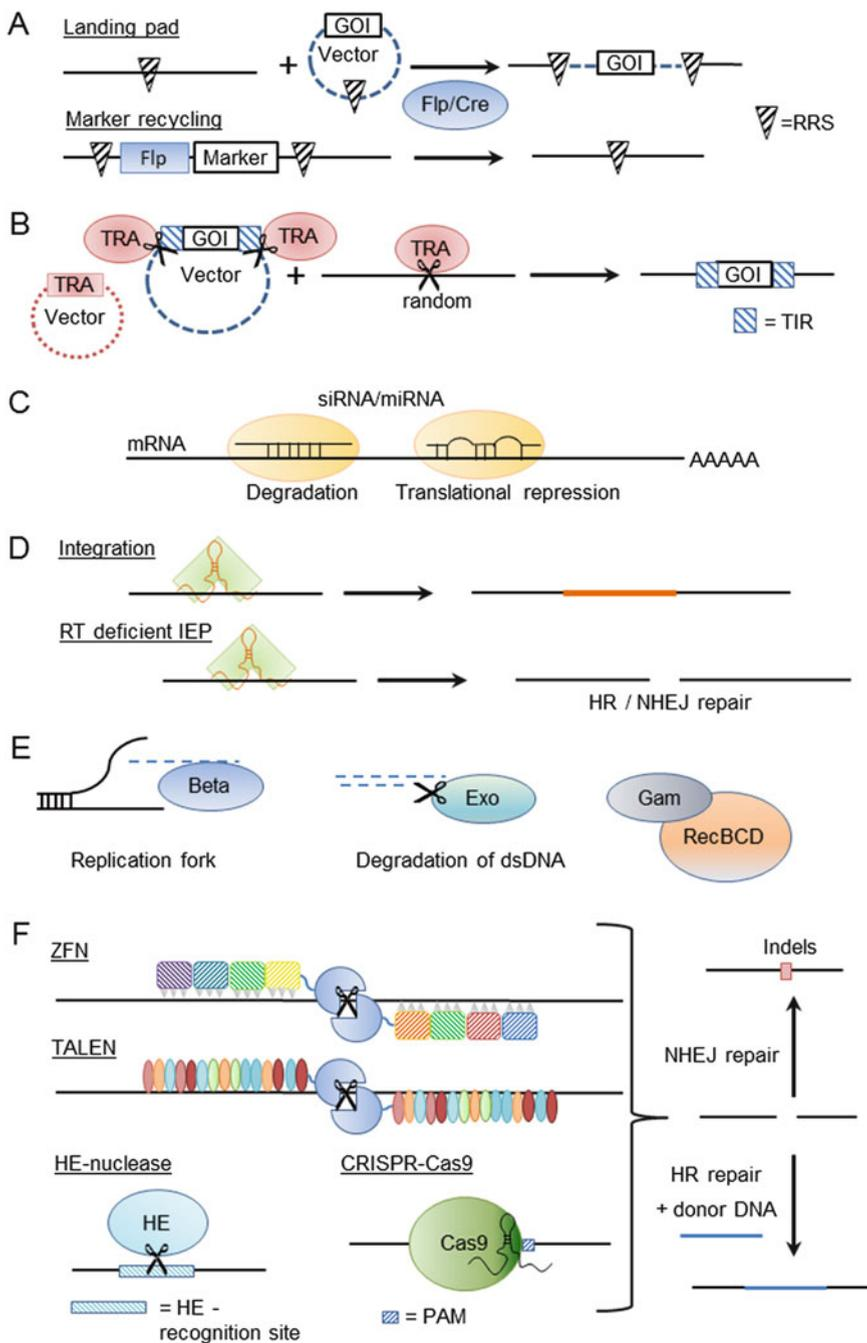 A
Landing pad
GOI
Vector
+
Flp/Cre
GOI
=RRS
Marker recycling
Flp
Marker
B
TRA
GOI
TRA
Vector
TRA
Vector
+
TRA
random
GOI
= TIR
C
siRNA/miRNA
mRNA
AAAAA
Degradation
Translational repression
D
Integration
RT deficient IEP
HR / NHEJ repair
E
Beta
Exo
Gam
RecBCD
Replication fork
Degradation of dsDNA
F
ZFN
TALEN
HE-nuclease
HE
= HE -
recognition site
CRISPR-Cas9
Cas9
= PAM
Indels
NHEJ repair
HR repair
+ donor DNA